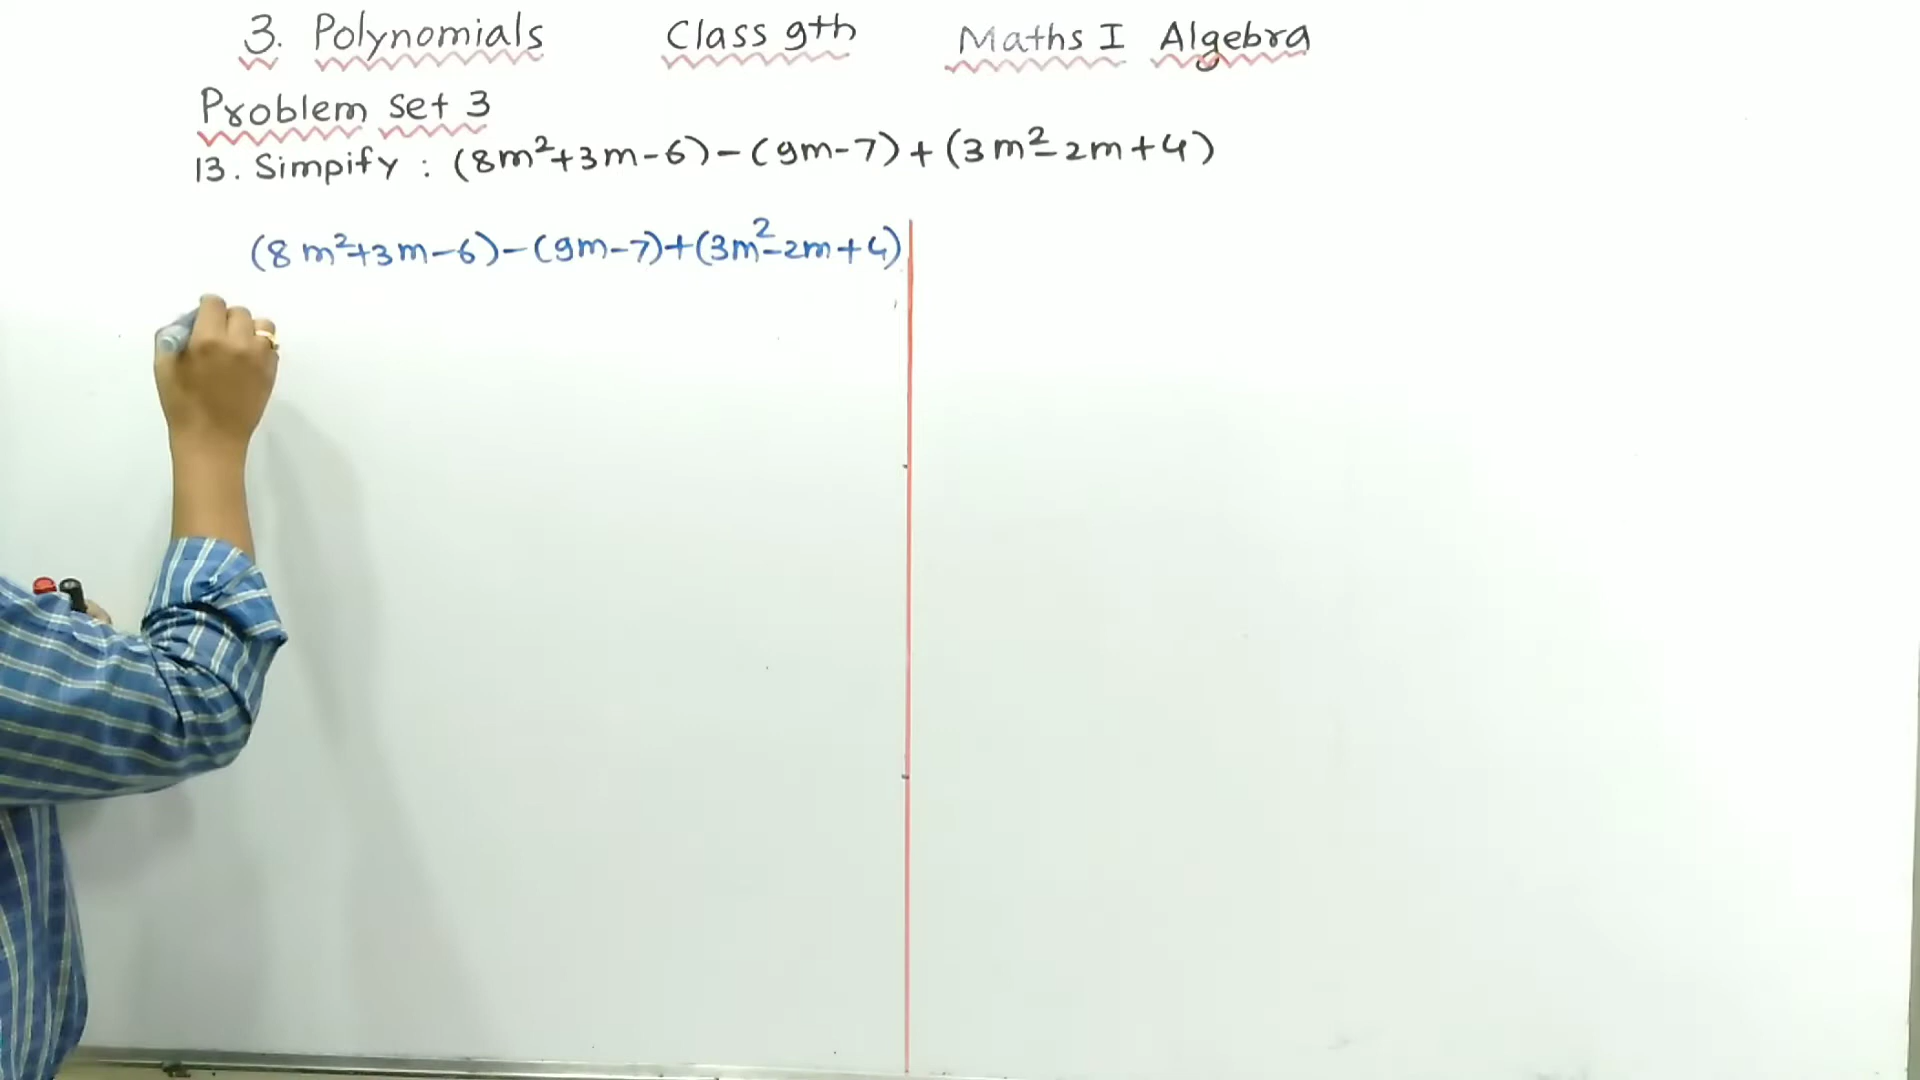 3. Polynomials Class 9th Maths I Algebra
Problem set 3
13. Simpify : (8m²+3m-6)-(9m-7)+(3m²-2m+4)
(8m²+3m-6)-(9m-7)+(3m²-2m+4)